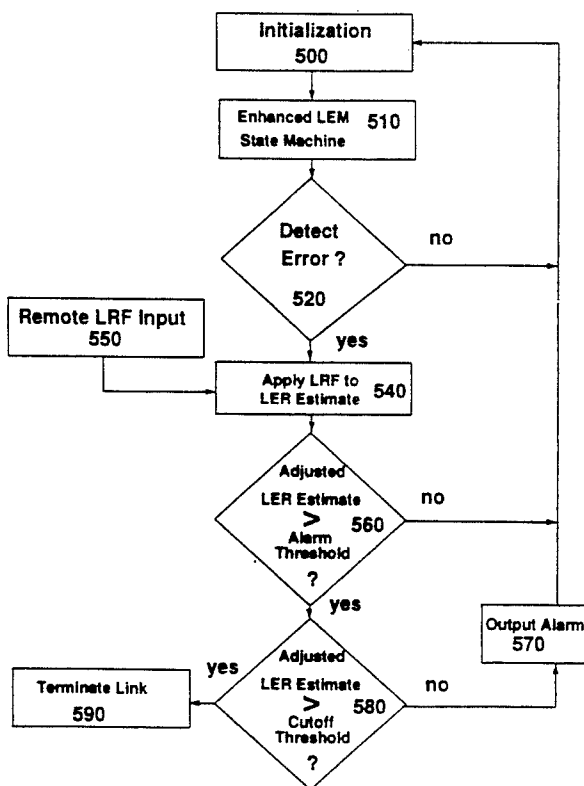 Initialization
500
Enhanced LEM 510
State Machine
Detect
Error ?
520
no
yes
Remote LRF Input
550
Apply LRF to 540
LER Estimate
Adjusted
LER Estimate
> 560
Alarm
Threshold
?
no
yes
Output Alarm
570
Adjusted
LER Estimate
> 580
Cutoff
Threshold
?
yes
no
Terminate Link
590